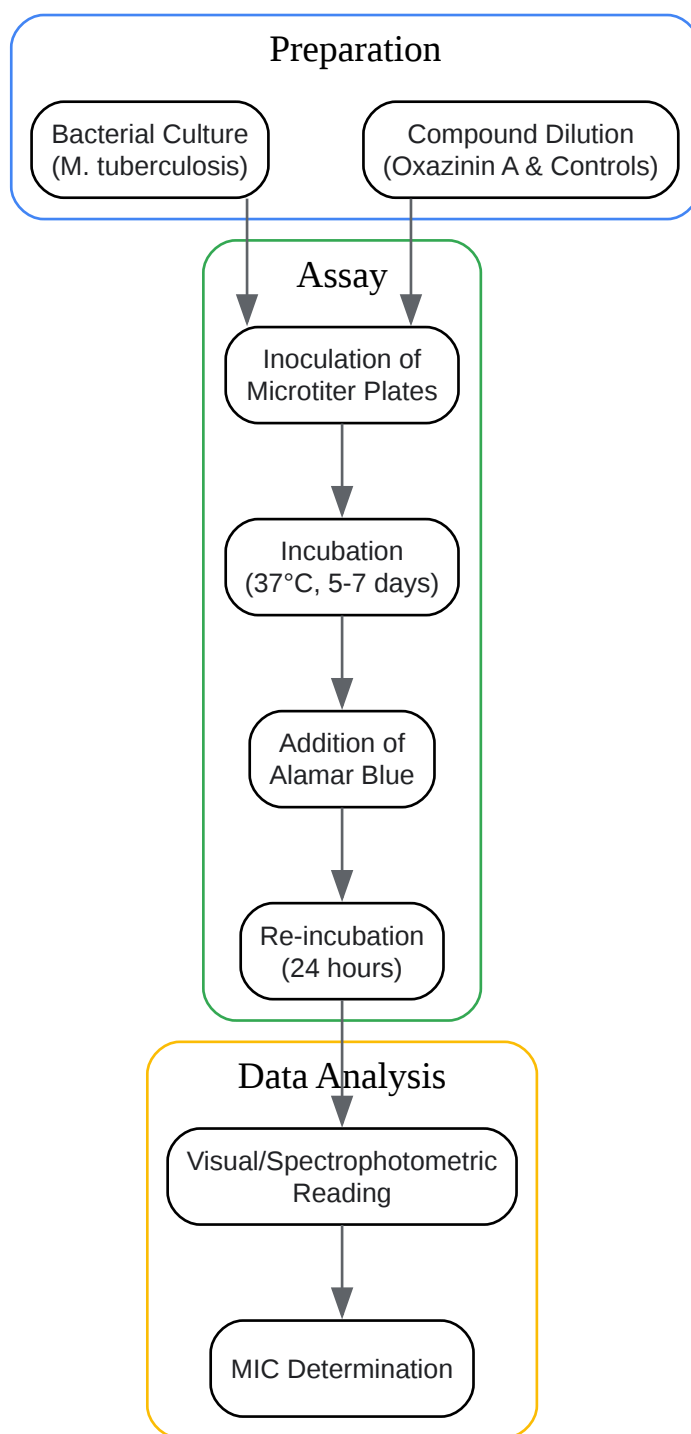 Preparation
Bacterial Culture
(M. tuberculosis)
Compound Dilution
(Oxazinin A & Controls)
Assay
Inoculation of
Microtiter Plates
Incubation
(37°C, 5-7 days)
Addition of
Alamar Blue
Re-incubation
(24 hours)
Data Analysis
Visual/Spectrophotometric
Reading
MIC Determination